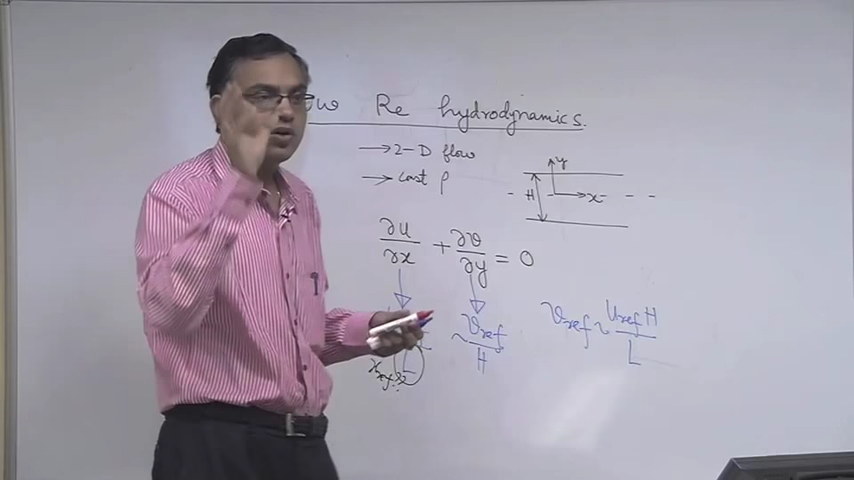 Re hydrodynamics.
→ 2-D flow
→ const ρ
y
H
x
∂u/∂x + ∂v/∂y = 0
~ v_ref/H
v_ref ~ u_ref H/L
L